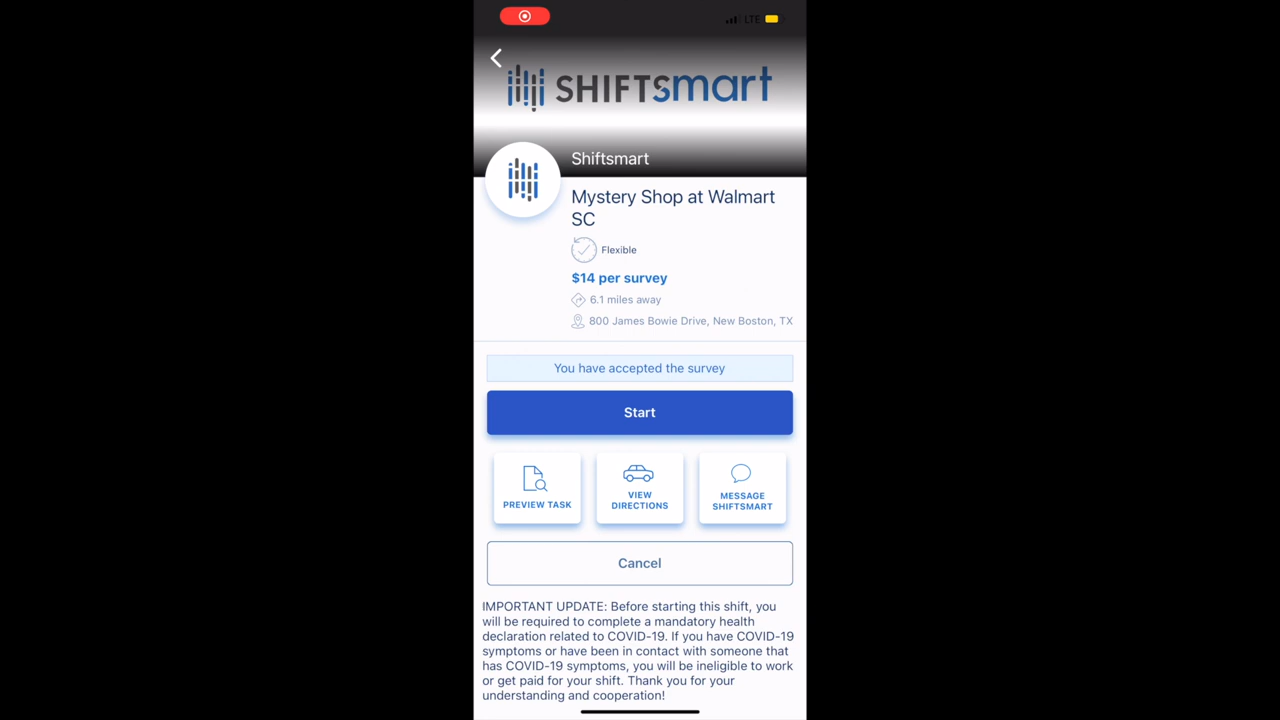 LTE
SHIFTSmart
Shiftsmart
Mystery Shop at Walmart
SC
Flexible
$14 per survey
6.1 miles away
800 James Bowie Drive, New Boston, TX
You have accepted the survey
Start
PREVIEW TASK
VIEW
DIRECTIONS
MESSAGE
SHIFTSMART
Cancel
IMPORTANT UPDATE: Before starting this shift, you
will be required to complete a mandatory health
declaration related to COVID-19. If you have COVID-19
symptoms or have been in contact with someone that
has COVID-19 symptoms, you will be ineligible to work
or get paid for your shift. Thank you for your
understanding and cooperation!